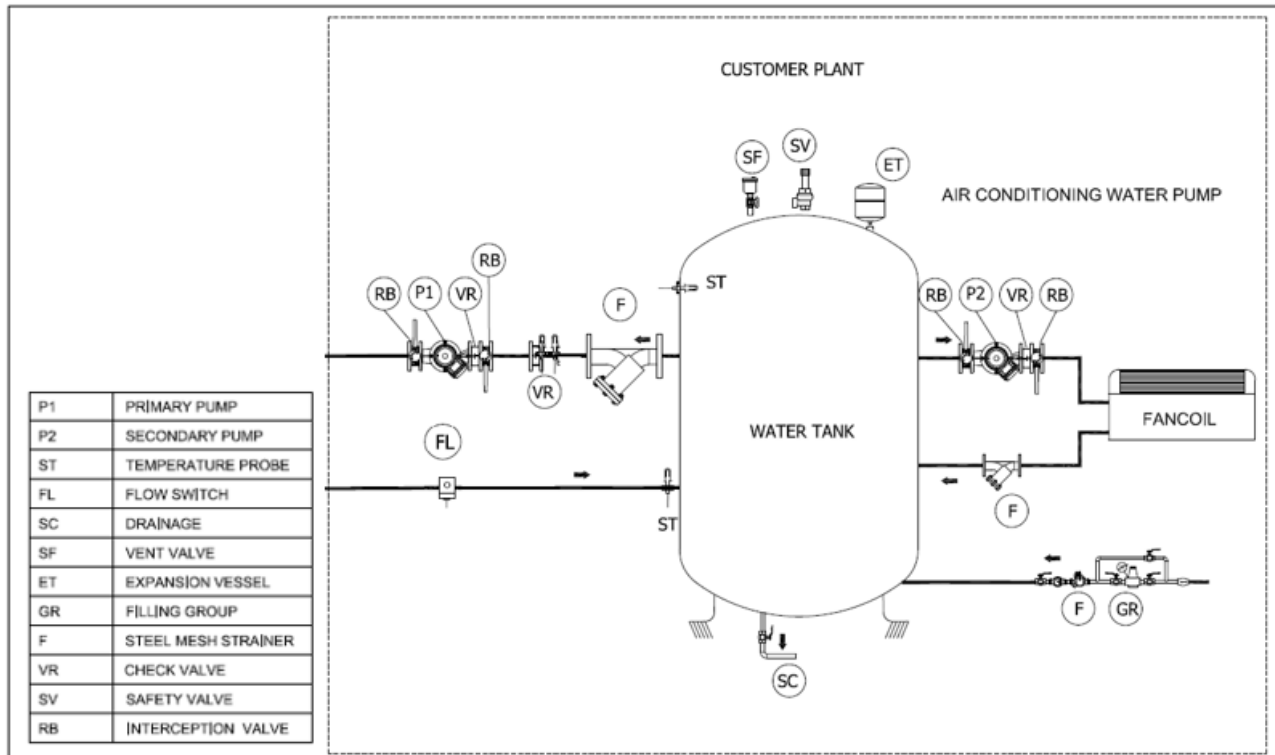 CUSTOMER PLANT
SF
SV
ET
AIR CONDITIONING WATER PUMP
RB
P1
VR
RB
F
ST
RB
P2
VR
RB
VR
FANCOIL
WATER TANK
FL
ST
F
F
GR
SC
P1 PRIMARY PUMP
P2 SECONDARY PUMP
ST TEMPERATURE PROBE
FL FLOW SWITCH
SC DRAINAGE
SF VENT VALVE
ET EXPANSION VESSEL
GR FILLING GROUP
F STEEL MESH STRAINER
VR CHECK VALVE
SV SAFETY VALVE
RB INTERCEPTION VALVE